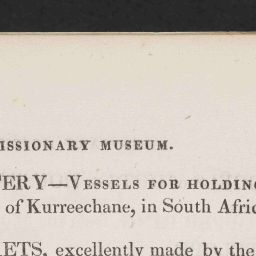 ISSIONARY MUSEUM.
TERY—VESSELS FOR HOLDING
of Kurreechane, in South Afric
ETS, excellently made by the